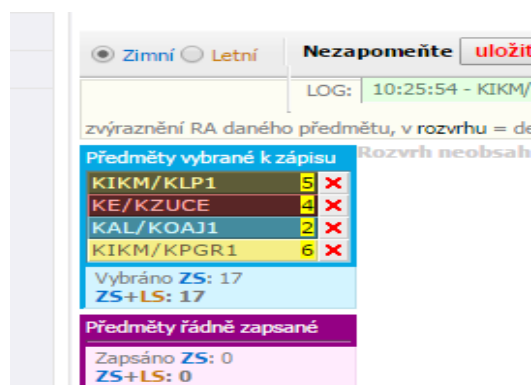 Zimní Letní Nezapomeňte uložit
LOG: 10:25:54 - KIKM/
zvýraznění RA daného předmětu, v rozvrhu = de
Předměty vybrané k zápisu
Rozvrh neobsah
KIKM/KLP1 5
KE/KZUCE 4
KAL/KOAJ1 2
KIKM/KPGR1 6
Vybráno ZS: 17
ZS+LS: 17
Předměty řádně zapsané
Zapsáno ZS: 0
ZS+LS: 0